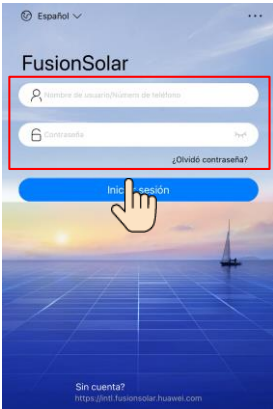 Español
FusionSolar
Nombre de usuario/Número de teléfono
Contraseña
¿Olvidó contraseña?
Iniciar sesión
Sin cuenta?
https://intl.fusionsolar.huawei.com